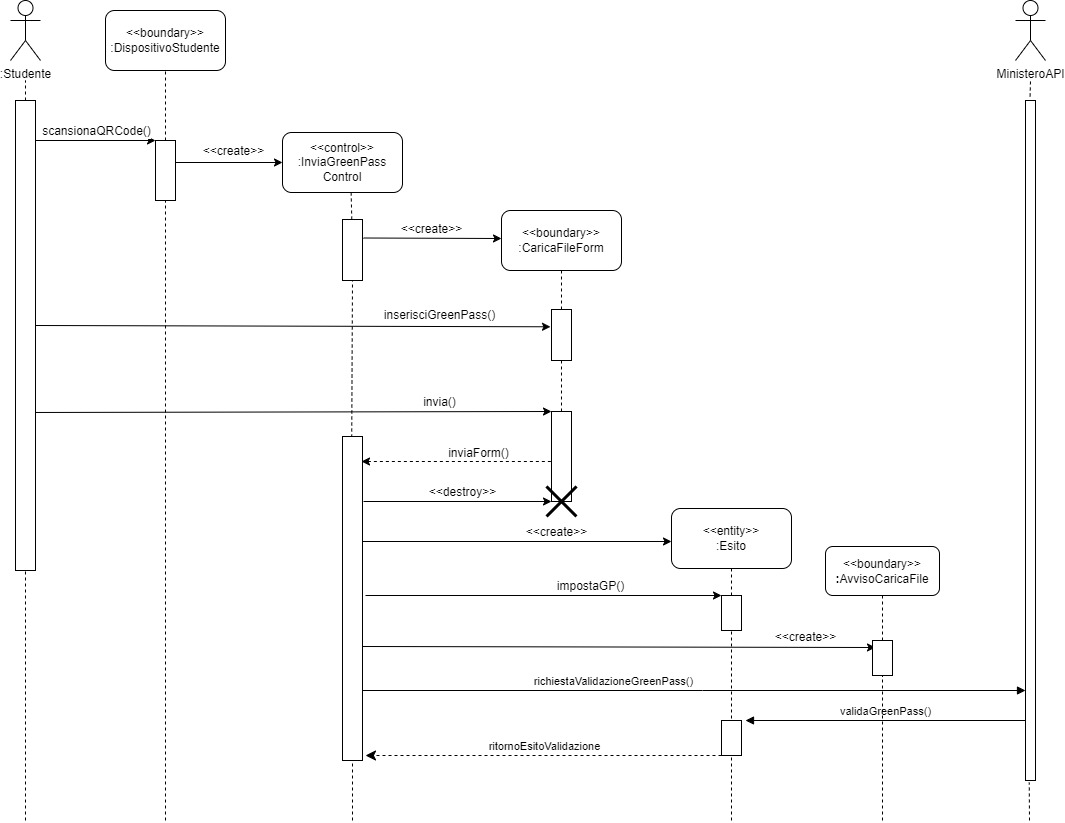 <<boundary>>
:DispositivoStudente
:Studente
MinisteroAPI
scansionaQRCode()
<<create>>
<<control>>
:InviaGreenPass
Control
<<create>>
<<boundary>>
:CaricaFileForm
inserisciGreenPass()
invia()
inviaForm()
<<destroy>>
<<create>>
<<entity>>
:Esito
<<boundary>>
:AvvisoCaricaFile
impostaGP()
<<create>>
richiestaValidazioneGreenPass()
validaGreenPass()
ritornoEsitoValidazione